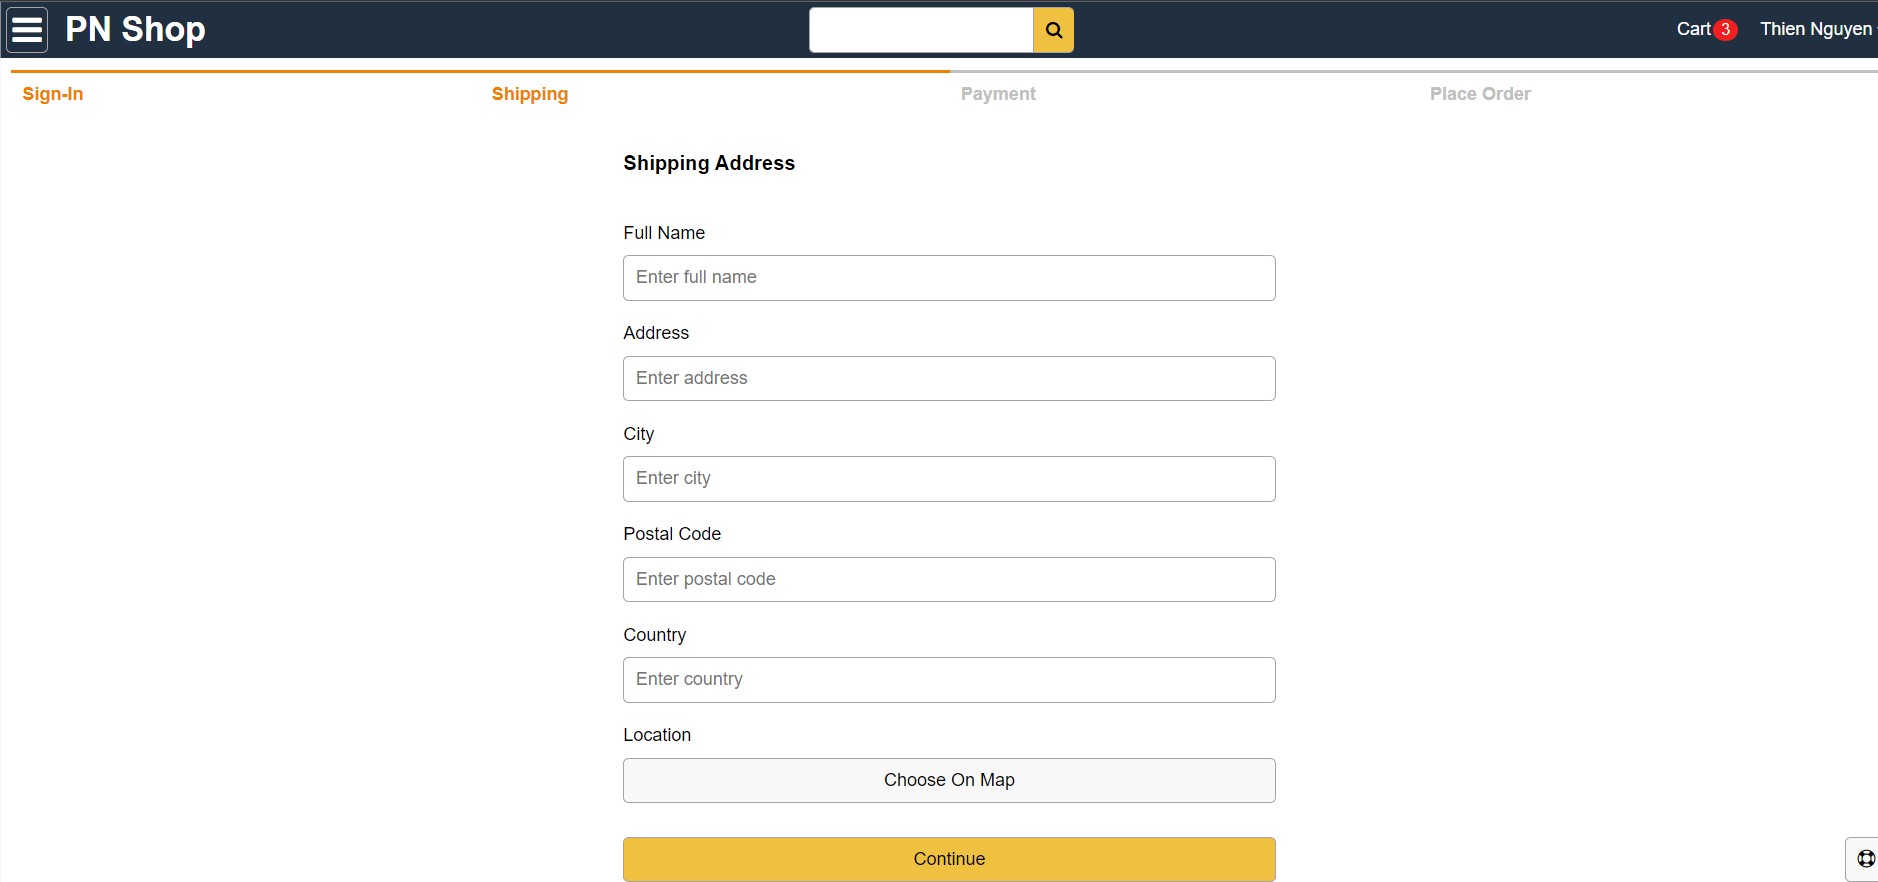 PN Shop
Cart 3 Thien Nguyen
Sign-In Shipping Payment Place Order
Shipping Address
Full Name
Enter full name
Address
Enter address
City
Enter city
Postal Code
Enter postal code
Country
Enter country
Location
Choose On Map
Continue